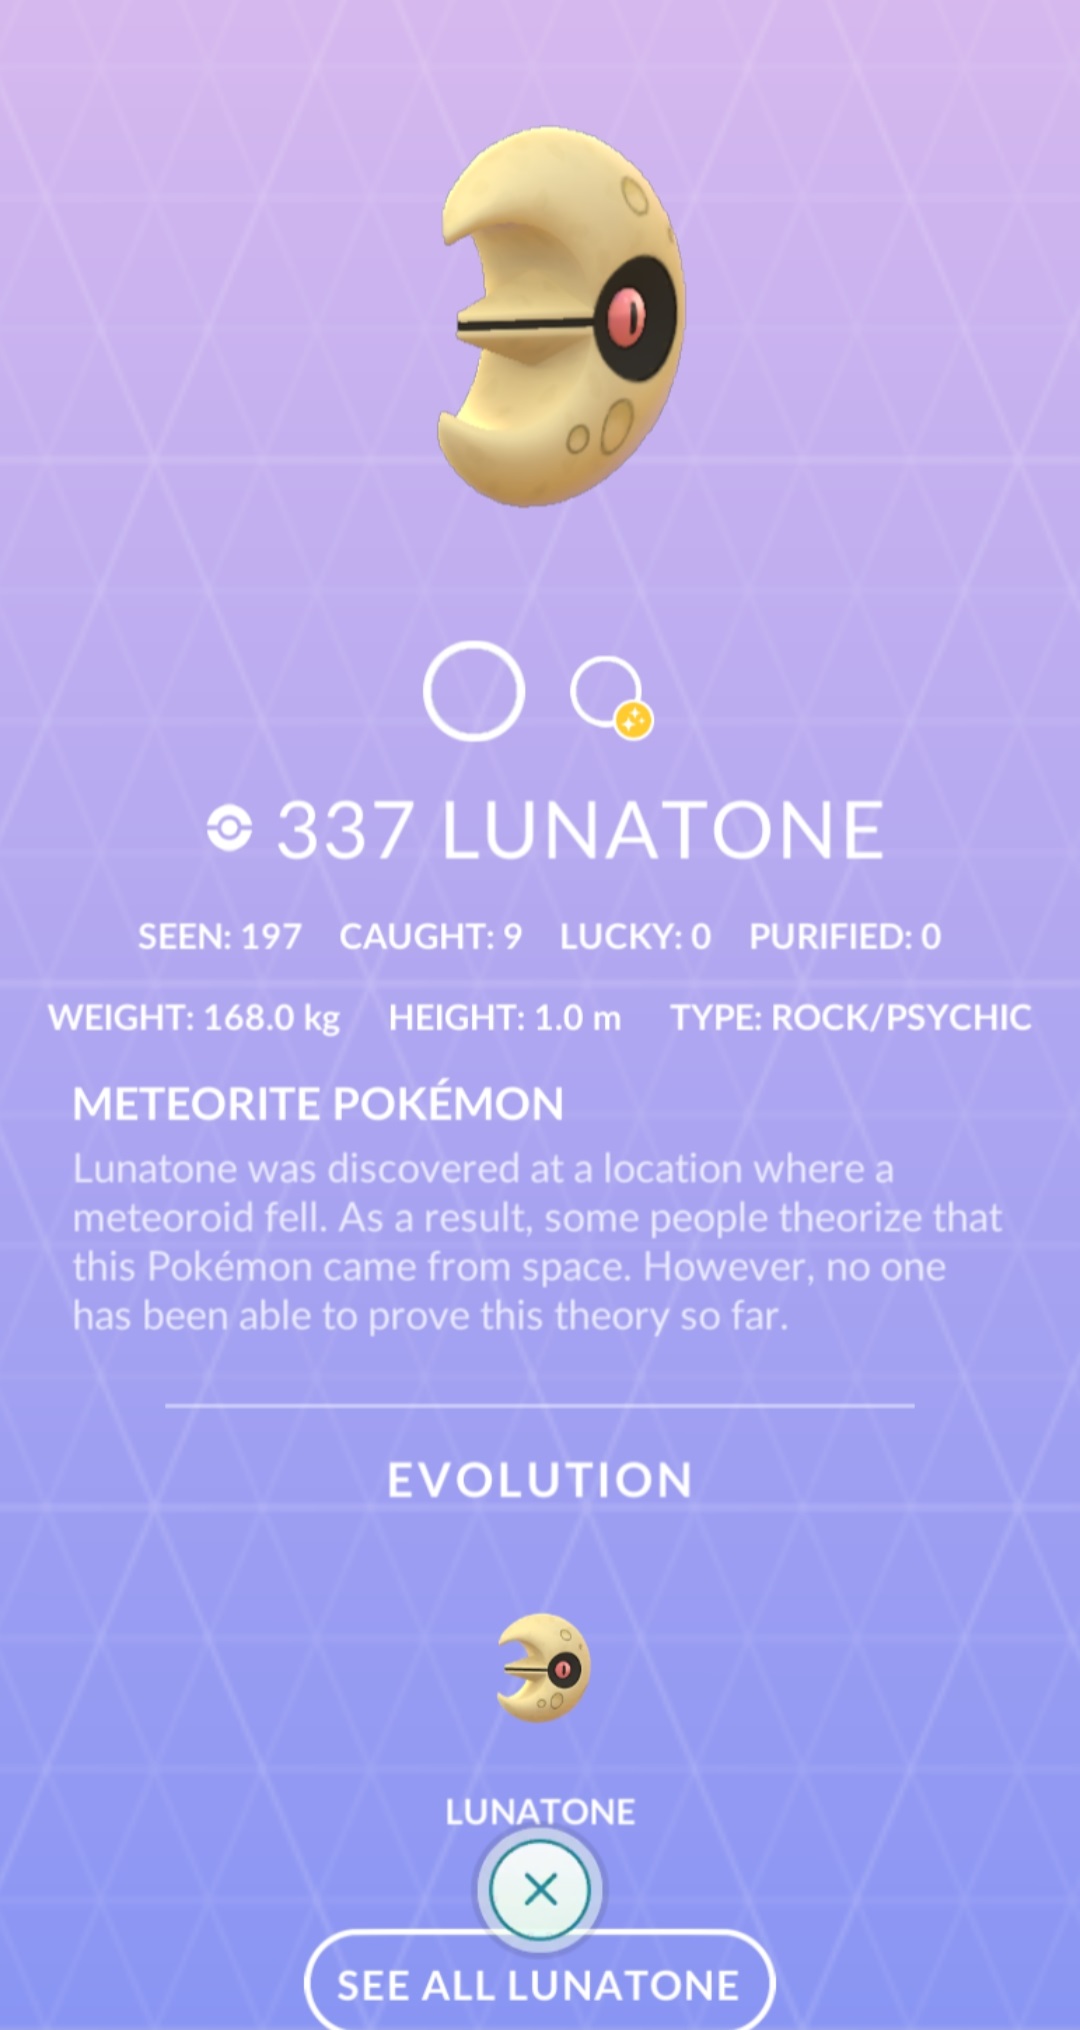 337 LUNATONE
SEEN: 197 CAUGHT: 9 LUCKY: 0 PURIFIED: 0
WEIGHT: 168.0 kg HEIGHT: 1.0 m TYPE: ROCK/PSYCHIC
METEORITE POKÉMON
Lunatone was discovered at a location where a
meteoroid fell. As a result, some people theorize that
this Pokémon came from space. However, no one
has been able to prove this theory so far.
EVOLUTION
LUNATONE
SEE ALL LUNATONE